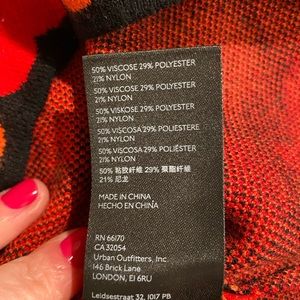 50% VISCOSE 29% POLYESTER
21% NYLON
50% VISCOSE 29% POLYESTER
21% NYLON
50% VISKOSE 29% POLYESTER
21% NYLON
50% VISCOSA 29% POLIESTERE
21% NYLON
50% VISCOSA 29% POLIÉSTER
21% NYLON
50% 粘胶纤维 29% 聚酯纤维
21% 尼龙
MADE IN CHINA
HECHO EN CHINA
RN 66170
CA 32054
Urban Outfitters, Inc.
146 Brick Lane
LONDON, E1 6RU
Leidsestraat 32, 1017 PB